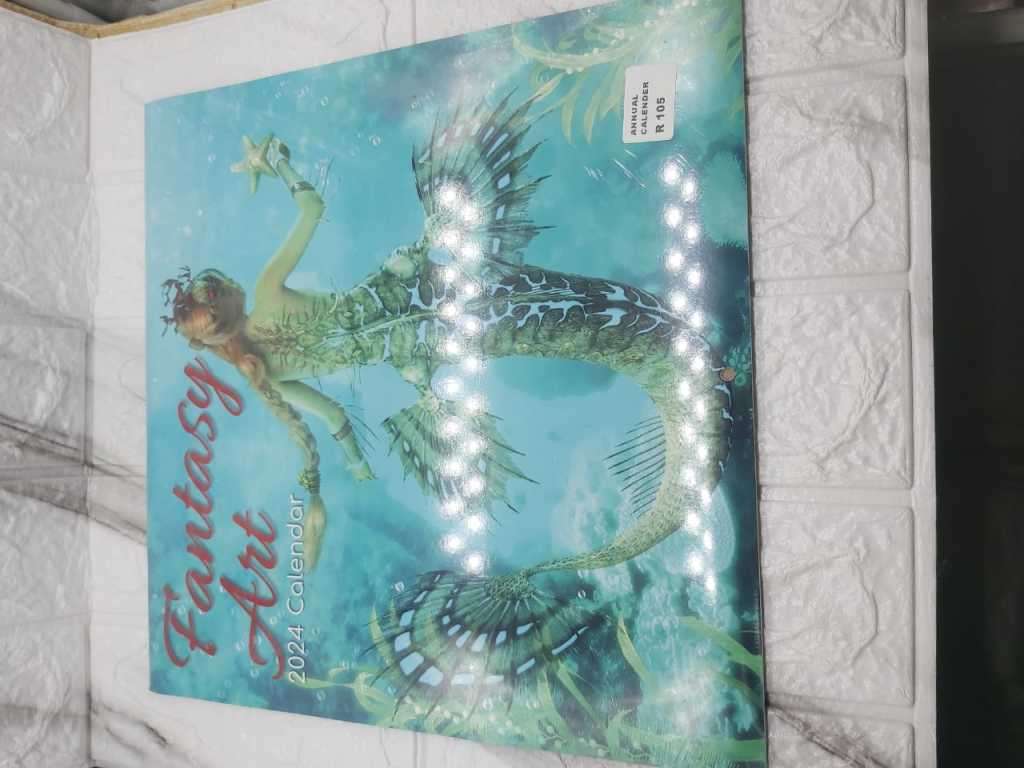 Fantasy
Art
2024 Calendar
ANNUAL
CALENDER
R 105